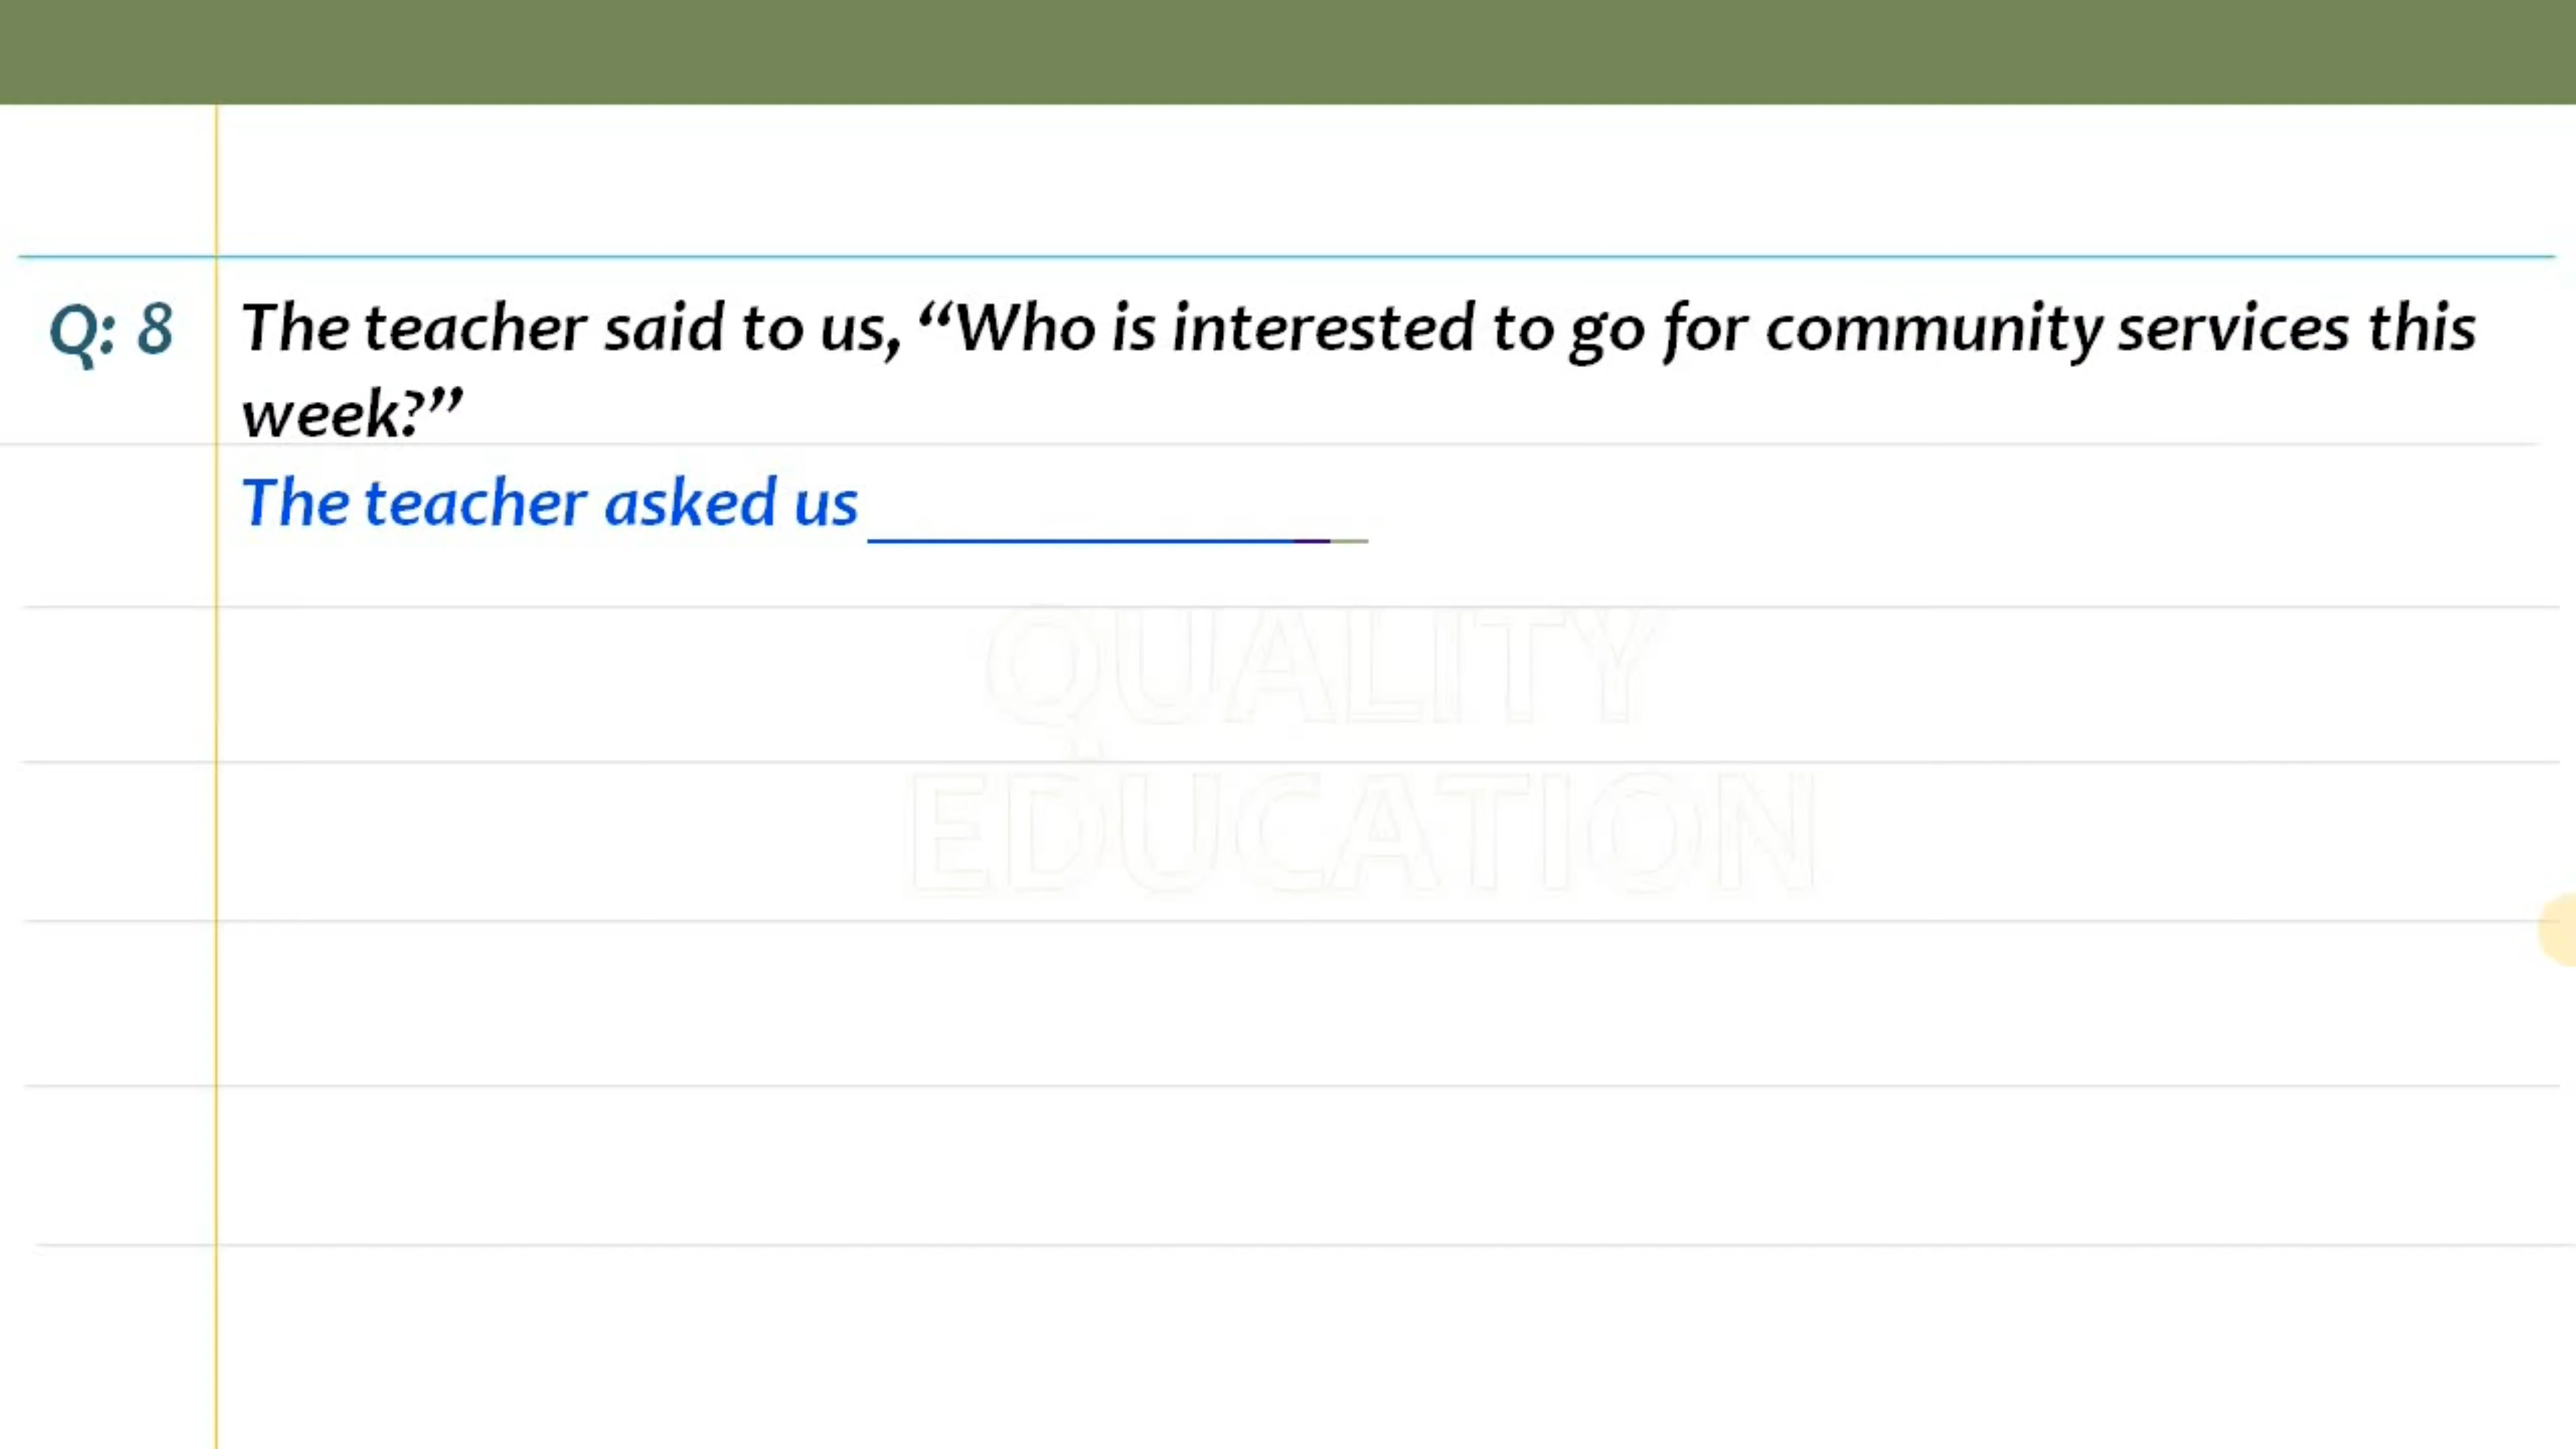 Q: 8 The teacher said to us, “Who is interested to go for community services this
week?”
The teacher asked us ______________
QUALITY
EDUCATION